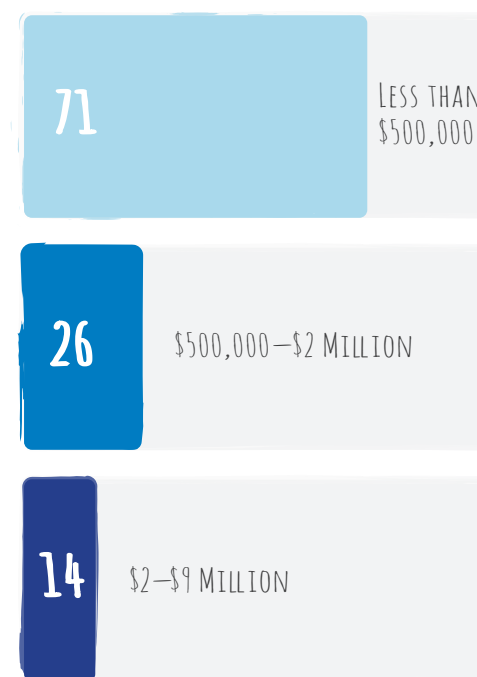 71
Less than
$500,000
26
$500,000–$2 Million
14
$2–$9 Million